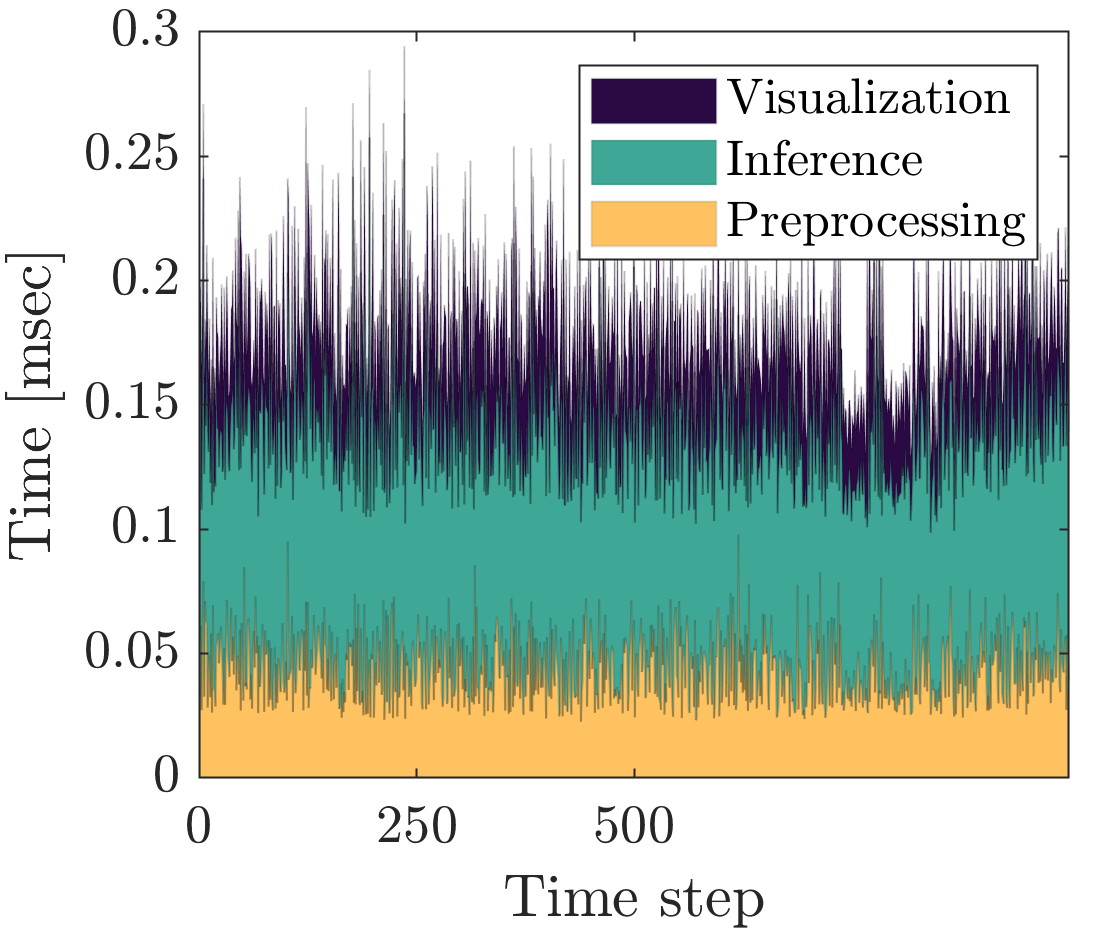 0.3
0.25
0.2
0.15
0.1
0.05
0
Time [msec]
Visualization
Inference
Preprocessing
0 250 500
Time step